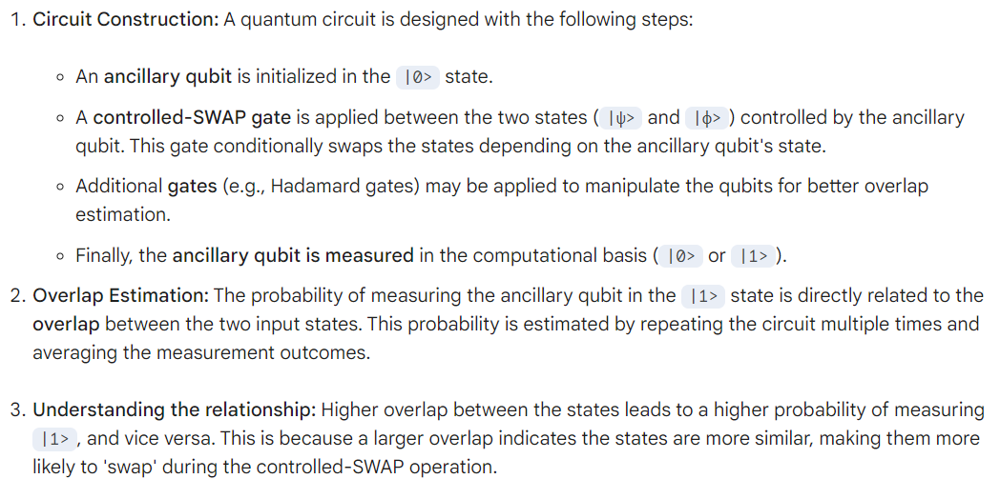 1. Circuit Construction: A quantum circuit is designed with the following steps:
◦ An ancillary qubit is initialized in the |0> state.
◦ A controlled-SWAP gate is applied between the two states ( |ψ> and |ϕ> ) controlled by the ancillary
qubit. This gate conditionally swaps the states depending on the ancillary qubit's state.
◦ Additional gates (e.g., Hadamard gates) may be applied to manipulate the qubits for better overlap
estimation.
◦ Finally, the ancillary qubit is measured in the computational basis ( |0> or |1> ).
2. Overlap Estimation: The probability of measuring the ancillary qubit in the |1> state is directly related to the
overlap between the two input states. This probability is estimated by repeating the circuit multiple times and
averaging the measurement outcomes.
3. Understanding the relationship: Higher overlap between the states leads to a higher probability of measuring
|1> , and vice versa. This is because a larger overlap indicates the states are more similar, making them more
likely to 'swap' during the controlled-SWAP operation.